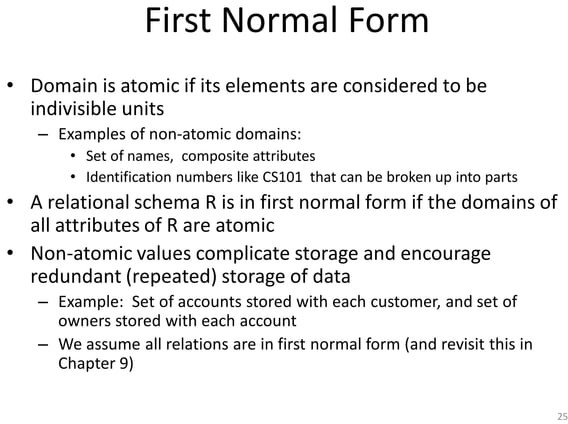 First Normal Form
• Domain is atomic if its elements are considered to be
indivisible units
– Examples of non-atomic domains:
• Set of names,  composite attributes
• Identification numbers like CS101  that can be broken up into parts
• A relational schema R is in first normal form if the domains of
all attributes of R are atomic
• Non-atomic values complicate storage and encourage
redundant (repeated) storage of data
– Example:  Set of accounts stored with each customer, and set of
owners stored with each account
– We assume all relations are in first normal form (and revisit this in
Chapter 9)
25